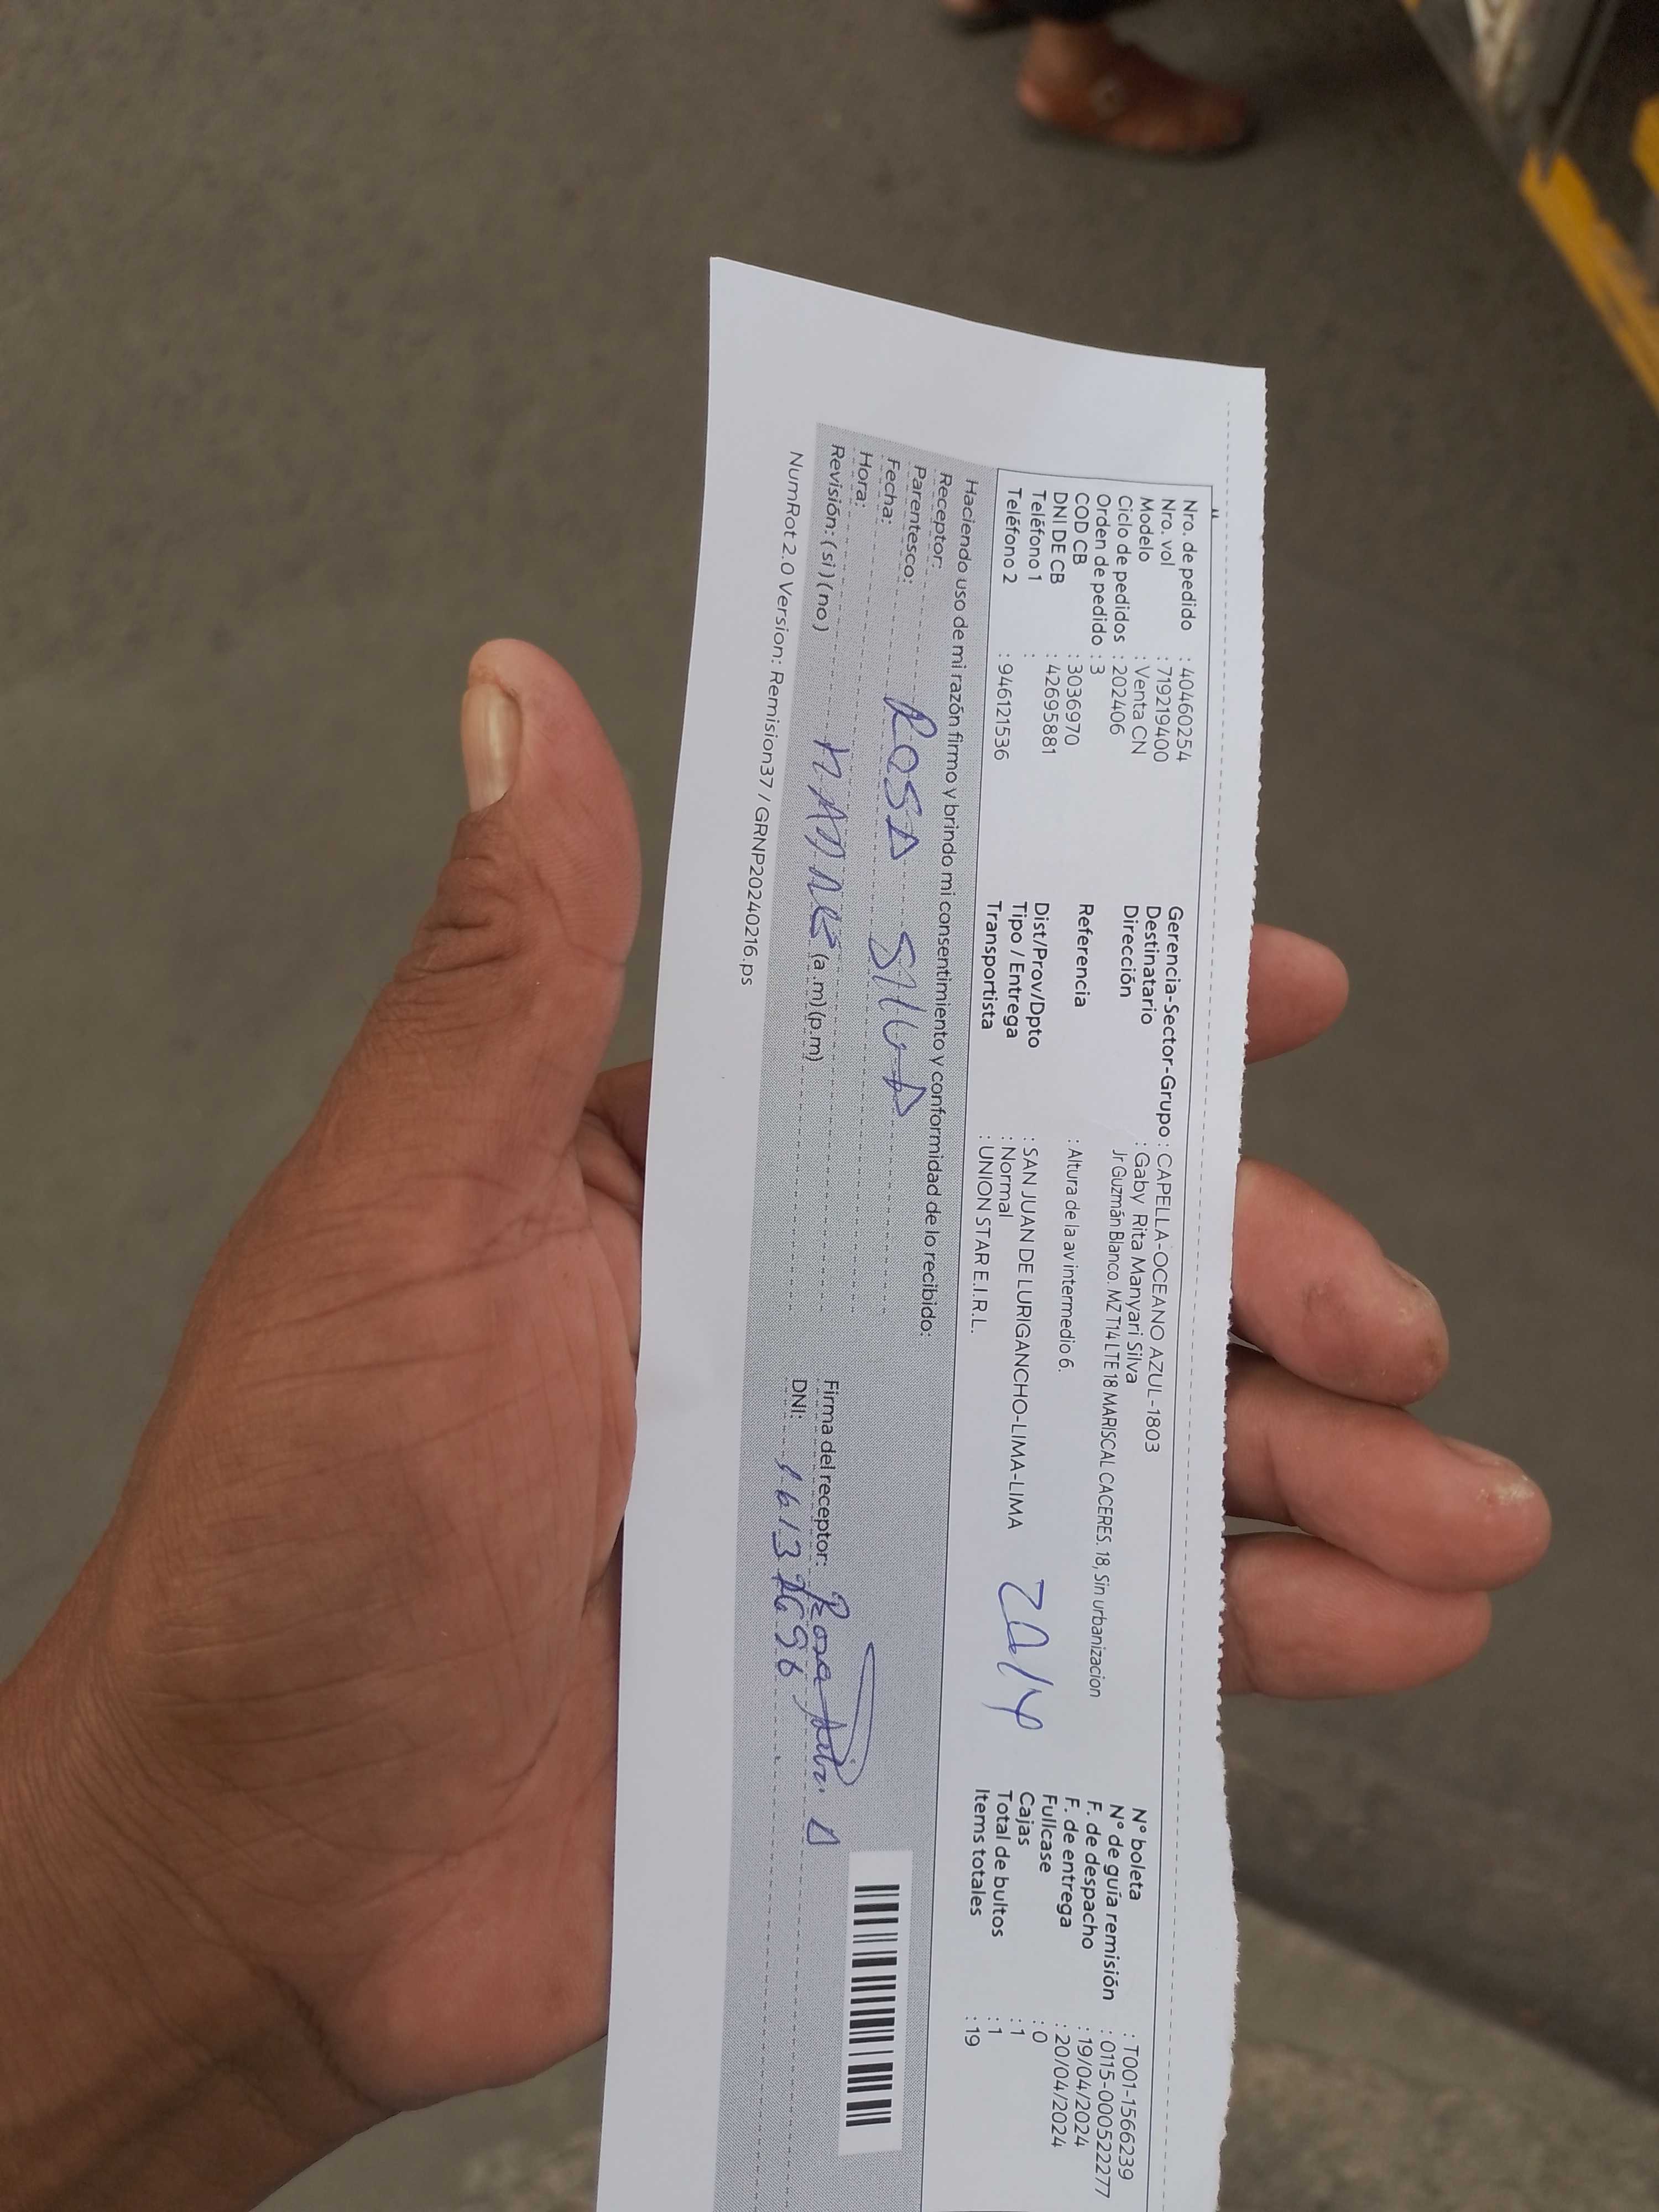 Nro. de pedido : 40460254
Nro. vol : 719219400
Modelo : Venta CN
Ciclo de pedidos : 202406
Orden de pedido : 3
COD CB : 3036970
DNI DE CB : 42695881
Teléfono 1 :
Teléfono 2 : 946121536
Gerencia-Sector-Grupo : CAPELLA-OCEANO AZUL-1803
Destinatario : Gaby Rita Manyari Silva
Dirección Jr Guzmán Blanco. MZ T14 LTE 18 MARISCAL CACERES. 18, Sin urbanizacion
Referencia : Altura de la av intermedio 6.
Dist/Prov/Dpto : SAN JUAN DE LURIGANCHO-LIMA-LIMA
Tipo / Entrega : Normal
Transportista : UNION STAR E.I.R.L.
20/4
N° boleta : T001-1566239
N° de guía remisión : 0115-000522277
F. de despacho : 19/04/2024
F. de entrega : 20/04/2024
Fullcase : 0
Cajas : 1
Total de bultos : 1
Items totales : 19
Haciendo uso de mi razón firmo y brindo mi consentimiento y conformidad de lo recibido:
Receptor:
Parentesco: ROSA SILVA
Fecha:
Hora: MADRE
Revisión: (si) (no) (a.m) (p.m)
Firma del receptor: Rosa
DNI:
NumRot 2.0 Version: Remision37 / GRNP20240216.ps